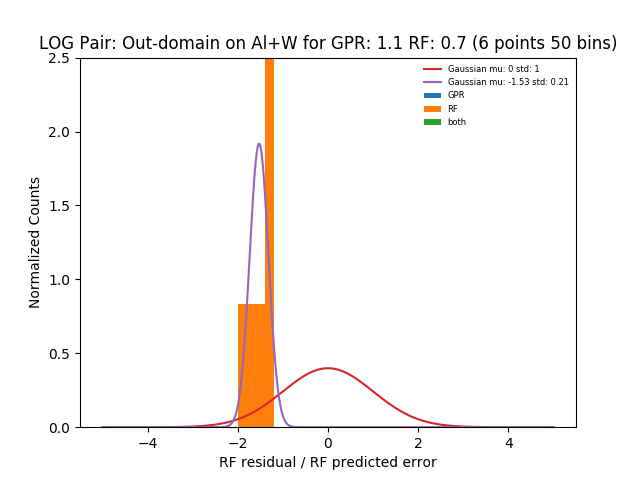 LOG Pair: Out-domain on Al+W for GPR: 1.1 RF: 0.7 (6 points 50 bins)
Gaussian mu: 0 std: 1
Gaussian mu: -1.53 std: 0.21
GPR
RF
both
2.5
2.0
1.5
1.0
0.5
0.0
Normalized Counts
−4 −2 0 2 4
RF residual / RF predicted error